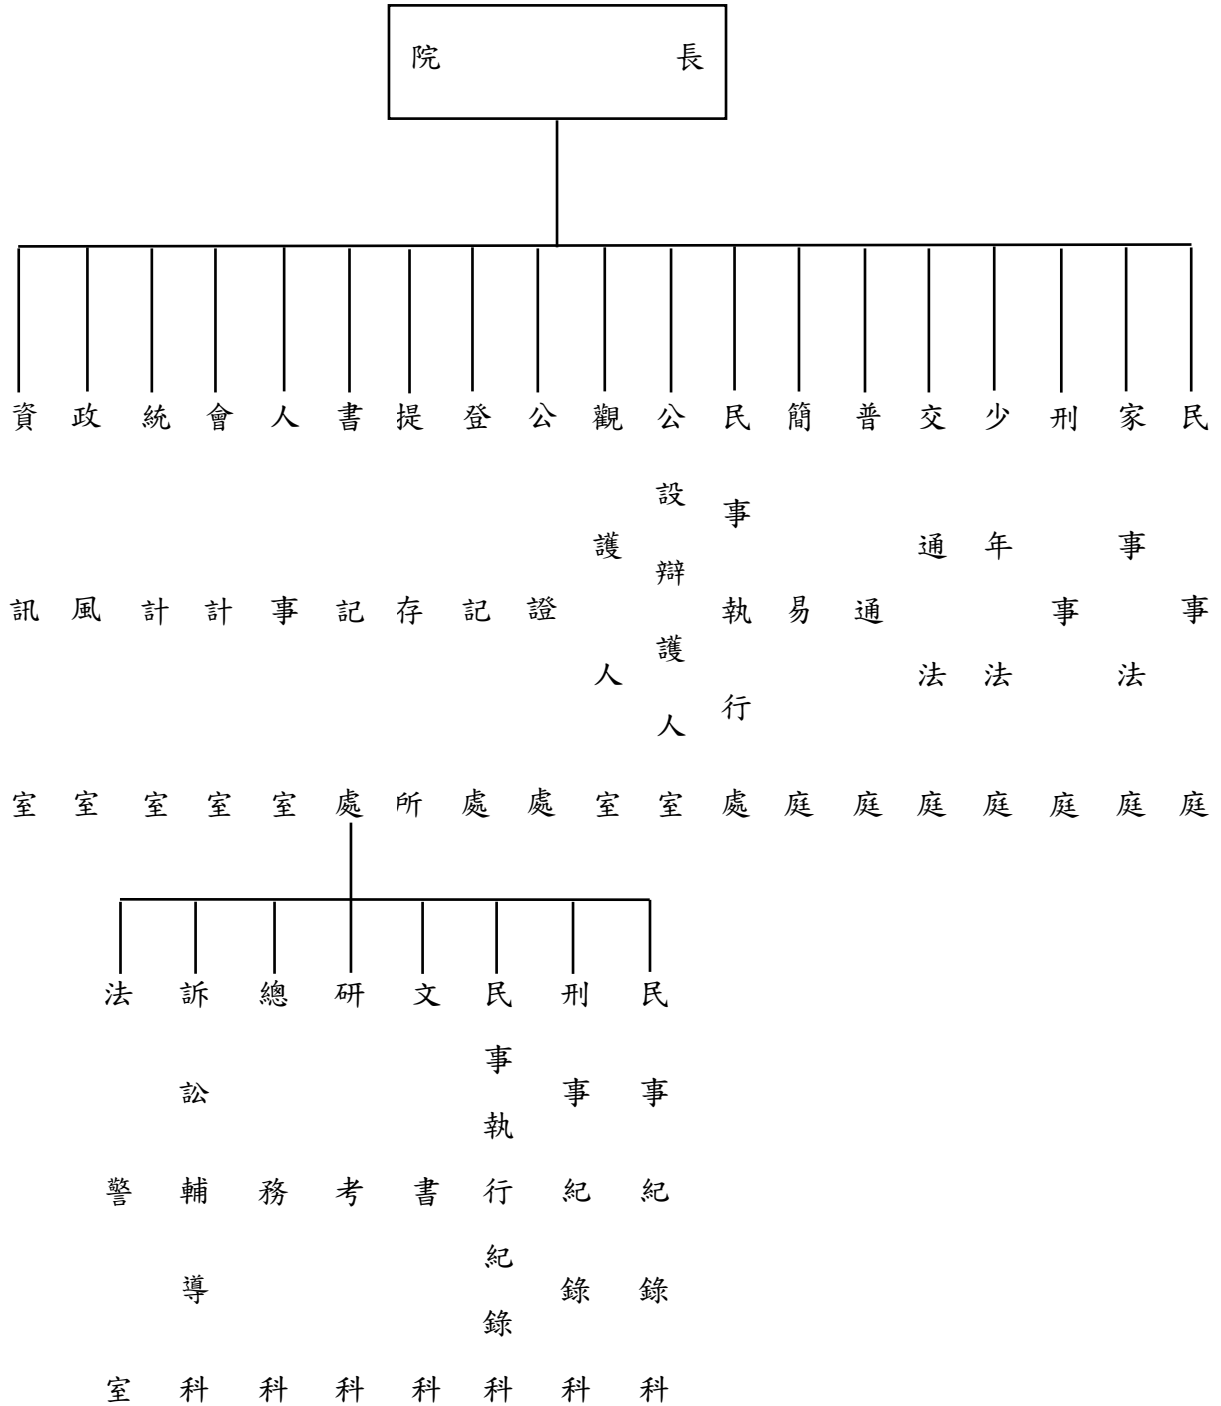 院長
民事庭
家事法庭
刑事庭
少年法庭
交通法庭
普通庭
簡易庭
民事執行處
公設辯護人室
觀護人室
公證處
登記處
提存所
書記處
人事室
會計室
統計室
政風室
資訊室
民事紀錄科
刑事紀錄科
民事執行紀錄科
文書科
研考科
總務科
訴訟輔導科
法警室